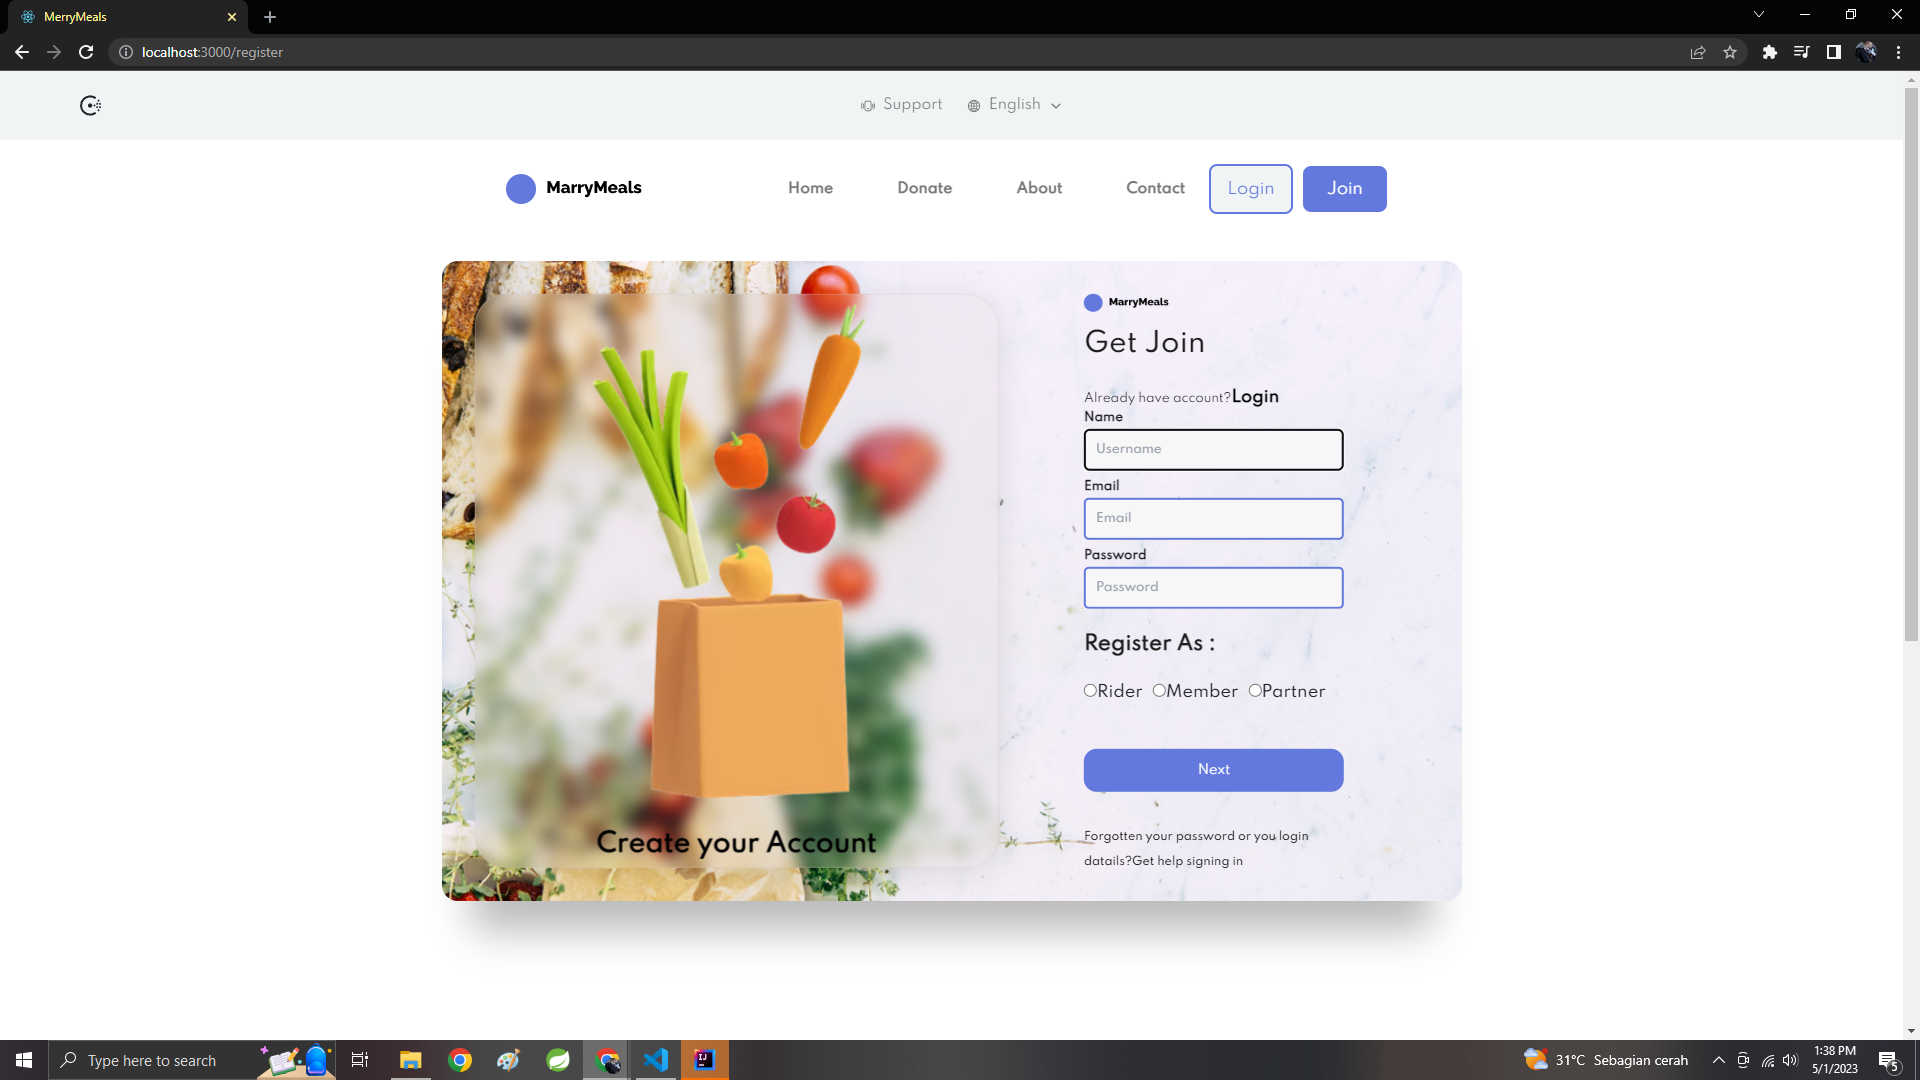 MerryMeals
localhost:3000/register
Support English
MarryMeals Home Donate About Contact Login Join
MarryMeals
Get Join
Already have account?Login
Name
Username
Email
Email
Password
Password
Register As :
Rider Member Partner
Next
Create your Account
Forgotten your password or you login
datails?Get help signing in
Type here to search
IJ
31°C Sebagian cerah
1:38 PM
5/1/2023
5